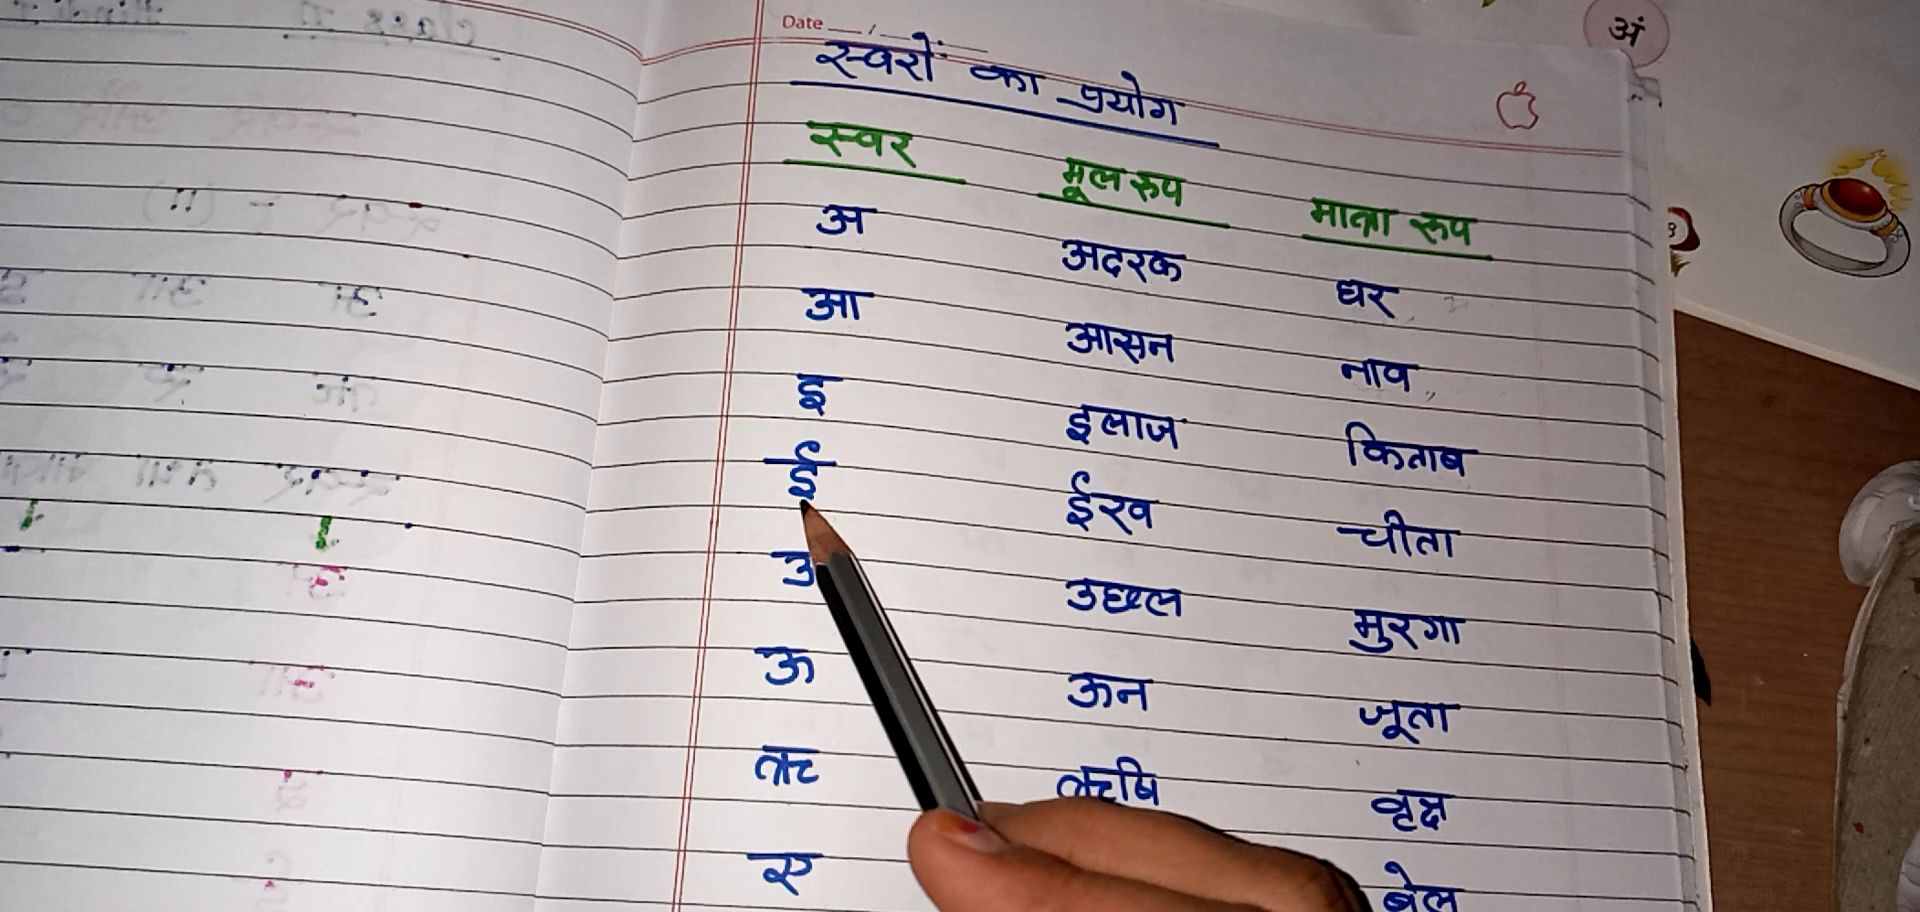 Date
अं
स्वरों का प्रयोग
स्वर मूल रुप मात्रा रूप
अ अदरक घर
आ आसन नाव
इ इलाज किताब
ई ईख चीता
उ उछल मुरगा
ऊ ऊन जूता
ऋ ऋषि वृक्ष
ए बेल